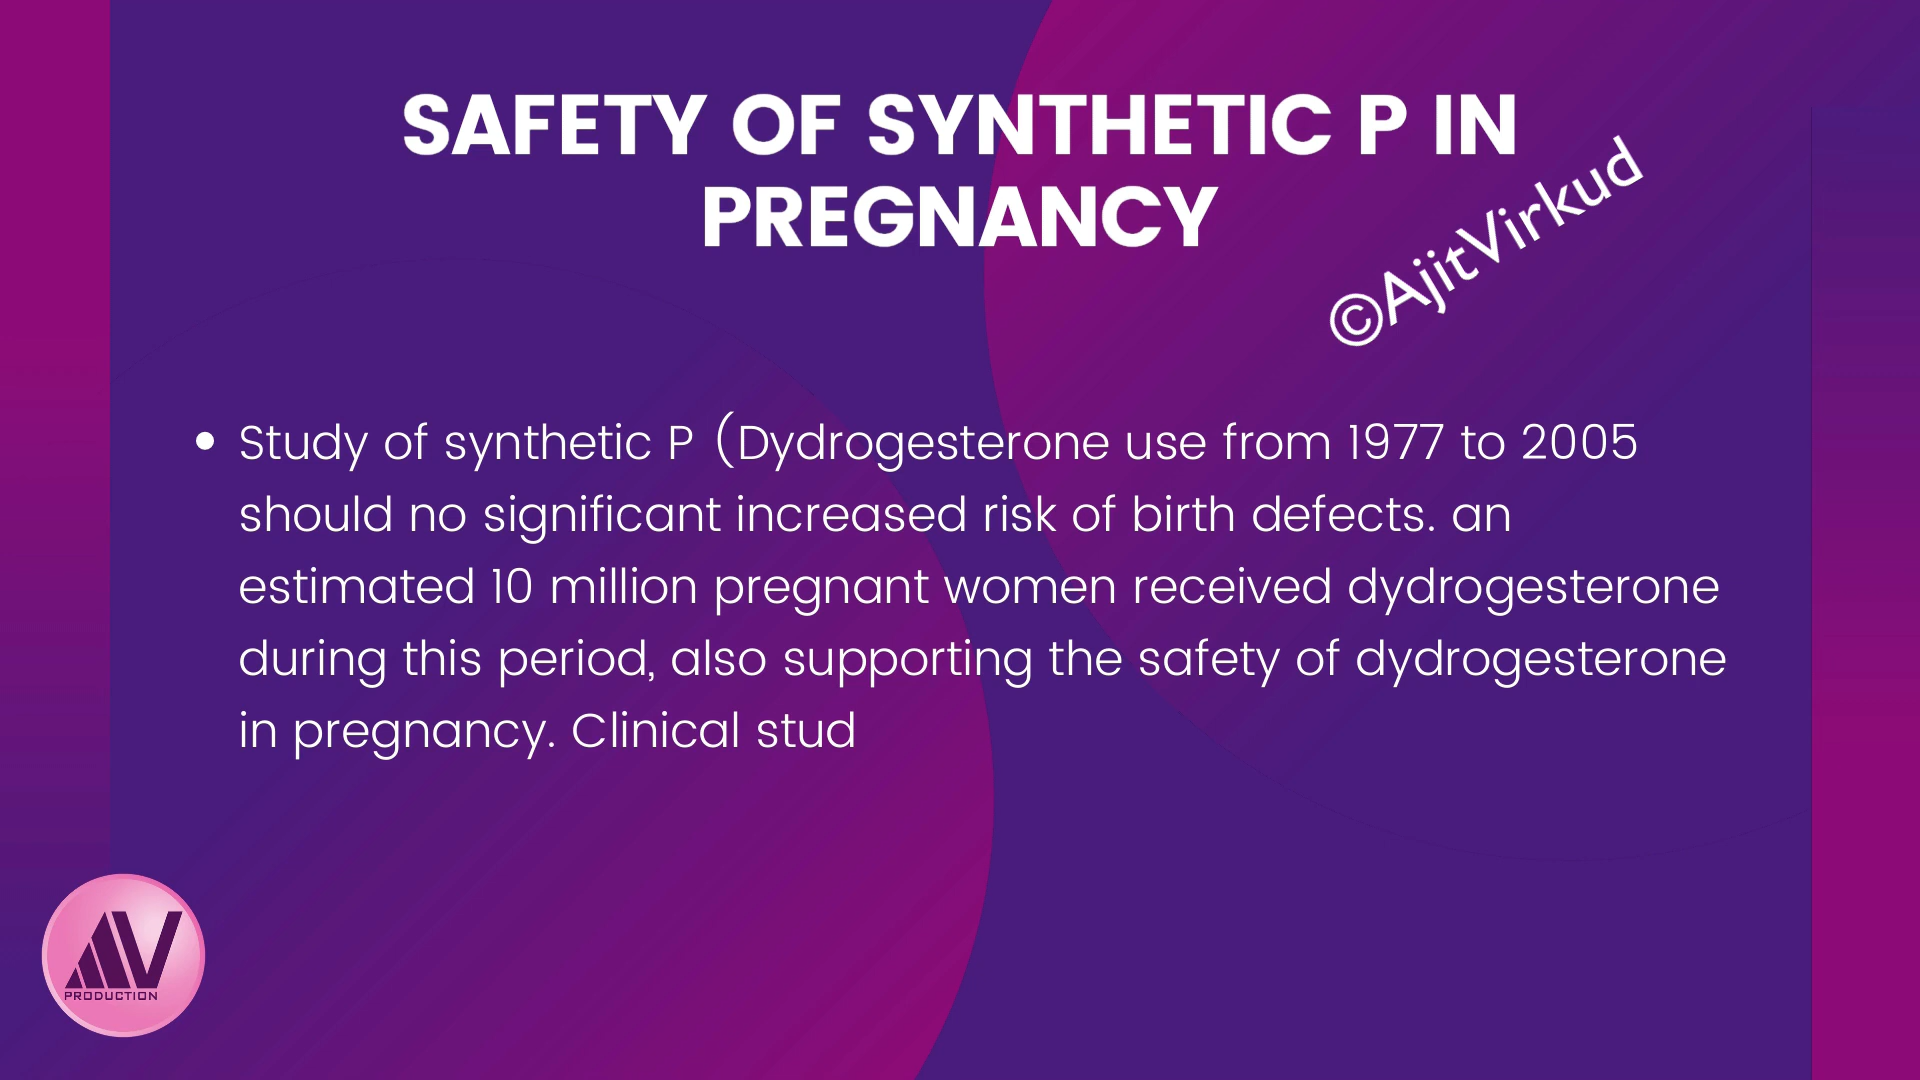 SAFETY OF SYNTHETIC P IN
PREGNANCY
©AjitVirkud
• Study of synthetic P (Dydrogesterone use from 1977 to 2005
should no significant increased risk of birth defects. an
estimated 10 million pregnant women received dydrogesterone
during this period, also supporting the safety of dydrogesterone
in pregnancy. Clinical stud
AV
PRODUCTION